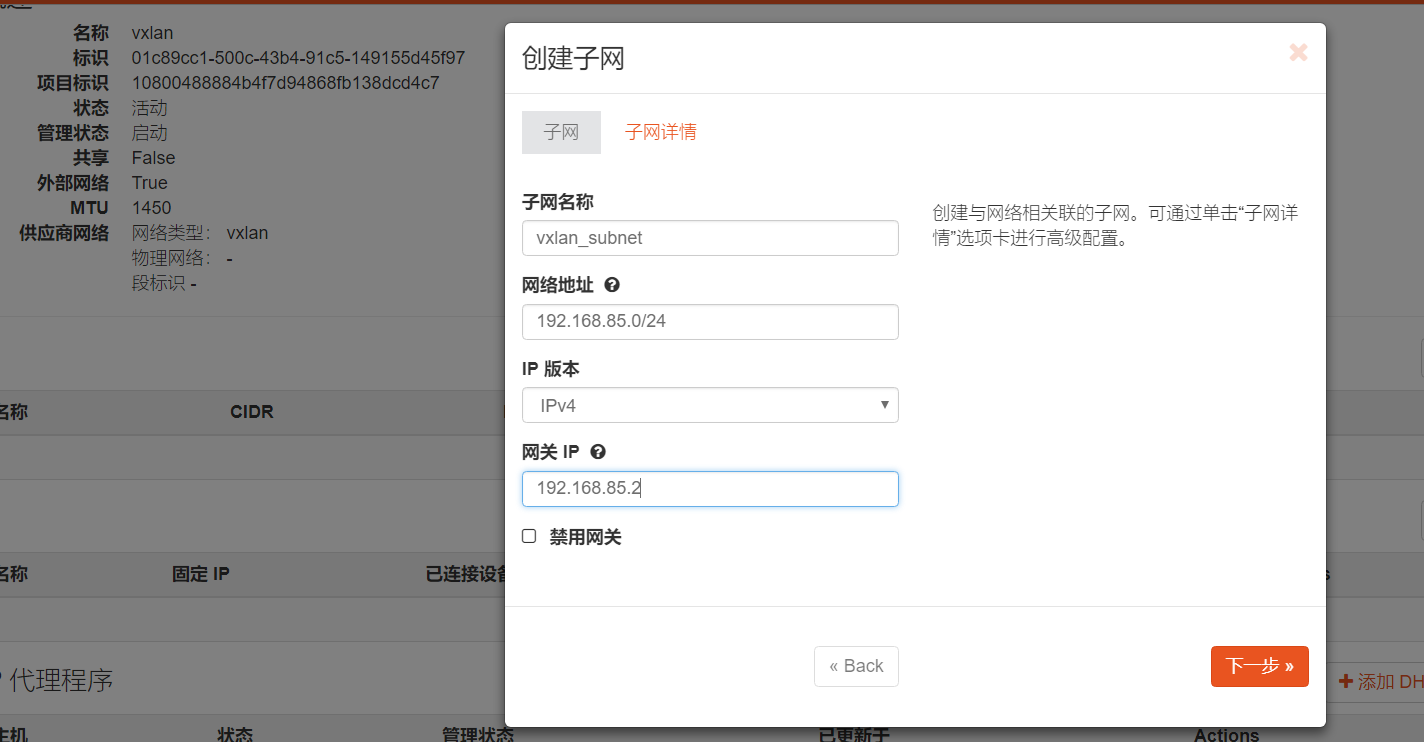 名称 vxlan
标识 01c89cc1-500c-43b4-91c5-149155d45f97
项目标识 10800488884b4f7d94868fb138dcd4c7
状态 活动
管理状态 启动
共享 False
外部网络 True
MTU 1450
供应商网络 网络类型： vxlan
物理网络： -
段标识 -
名称 CIDR
名称 固定 IP 已连接设备 s
P 代理程序
添加 DH
主机 状态 管理状态 已更新于 Actions
创建子网
子网 子网详情
子网名称
vxlan_subnet
创建与网络相关联的子网。可通过单击“子网详
情”选项卡进行高级配置。
网络地址
192.168.85.0/24
IP 版本
IPv4
网关 IP
192.168.85.2
禁用网关
« Back
下一步 »